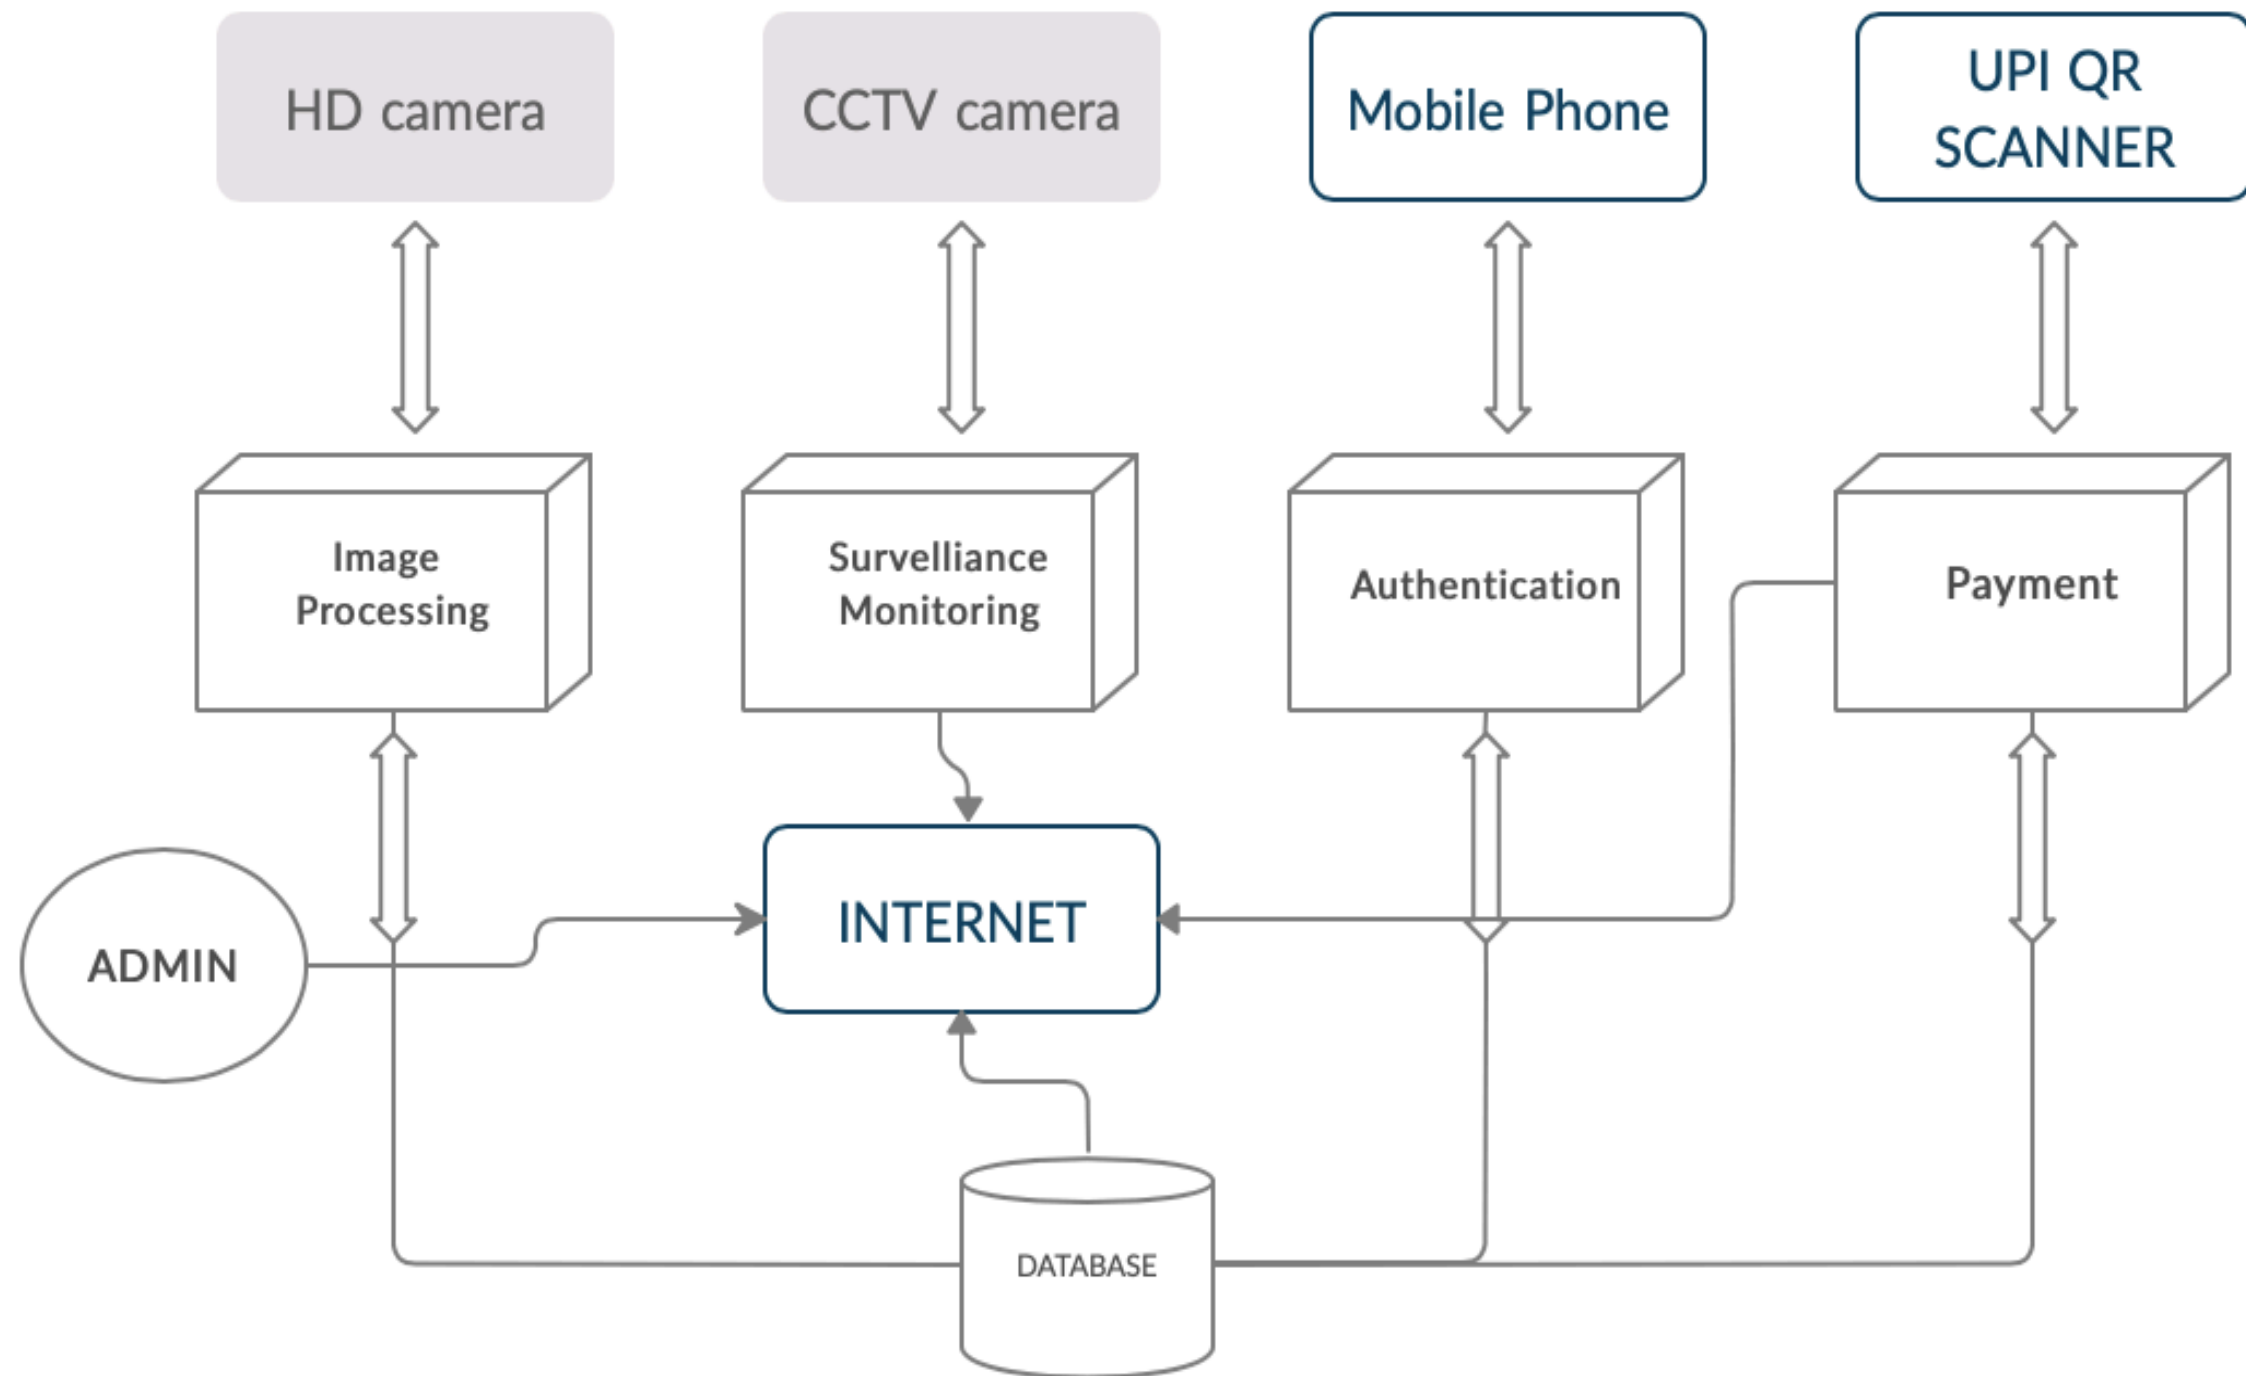 HD camera
CCTV camera
Mobile Phone
UPI QR
SCANNER
Image
Processing
Survelliance
Monitoring
Authentication
Payment
ADMIN
INTERNET
DATABASE